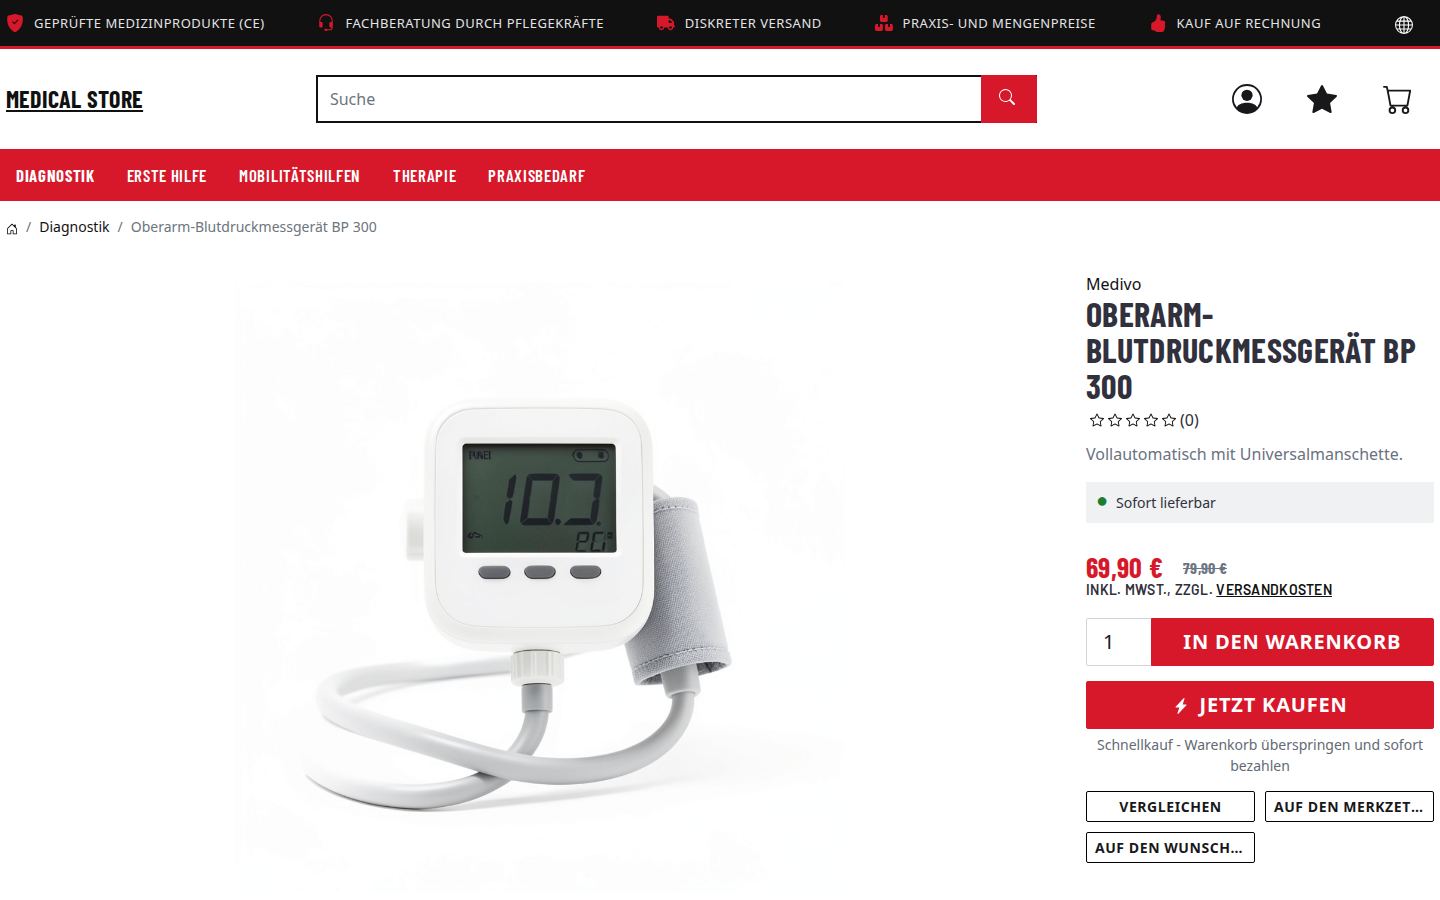 GEPRÜFTE MEDIZINPRODUKTE (CE)
FACHBERATUNG DURCH PFLEGEKRÄFTE
DISKRETER VERSAND
PRAXIS- UND MENGENPREISE
KAUF AUF RECHNUNG
MEDICAL STORE
Suche
DIAGNOSTIK
ERSTE HILFE
MOBILITÄTSHILFEN
THERAPIE
PRAXISBEDARF
/ Diagnostik / Oberarm-Blutdruckmessgerät BP 300
Medivo
OBERARM-
BLUTDRUCKMESSGERÄT BP
300
(0)
Vollautomatisch mit Universalmanschette.
Sofort lieferbar
69,90 € 79,90 €
INKL. MWST., ZZGL. VERSANDKOSTEN
1
IN DEN WARENKORB
JETZT KAUFEN
Schnellkauf - Warenkorb überspringen und sofort
bezahlen
VERGLEICHEN
AUF DEN MERKZET...
AUF DEN WUNSCH...